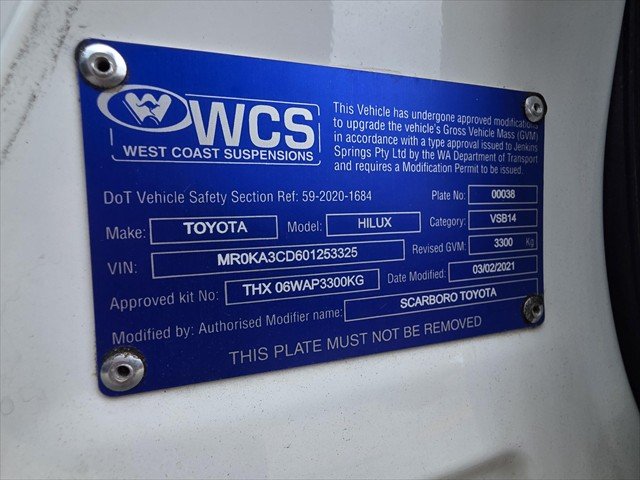 WCS
WEST COAST SUSPENSIONS
This Vehicle has undergone approved modifications
to upgrade the vehicle's Gross Vehicle Mass (GVM)
in accordance with a type approval issued to Jenkins
Springs Pty Ltd by the WA Department of Transport
and requires a Modification Permit to be issued.
DoT Vehicle Safety Section Ref: 59-2020-1684 Plate No: 00038
Make: TOYOTA Model: HILUX Category: VSB14
VIN: MR0KA3CD601253325 Revised GVM: 3300 Kg
Approved kit No: THX 06WAP3300KG Date Modified: 03/02/2021
Modified by: Authorised Modifier name: SCARBORO TOYOTA
THIS PLATE MUST NOT BE REMOVED